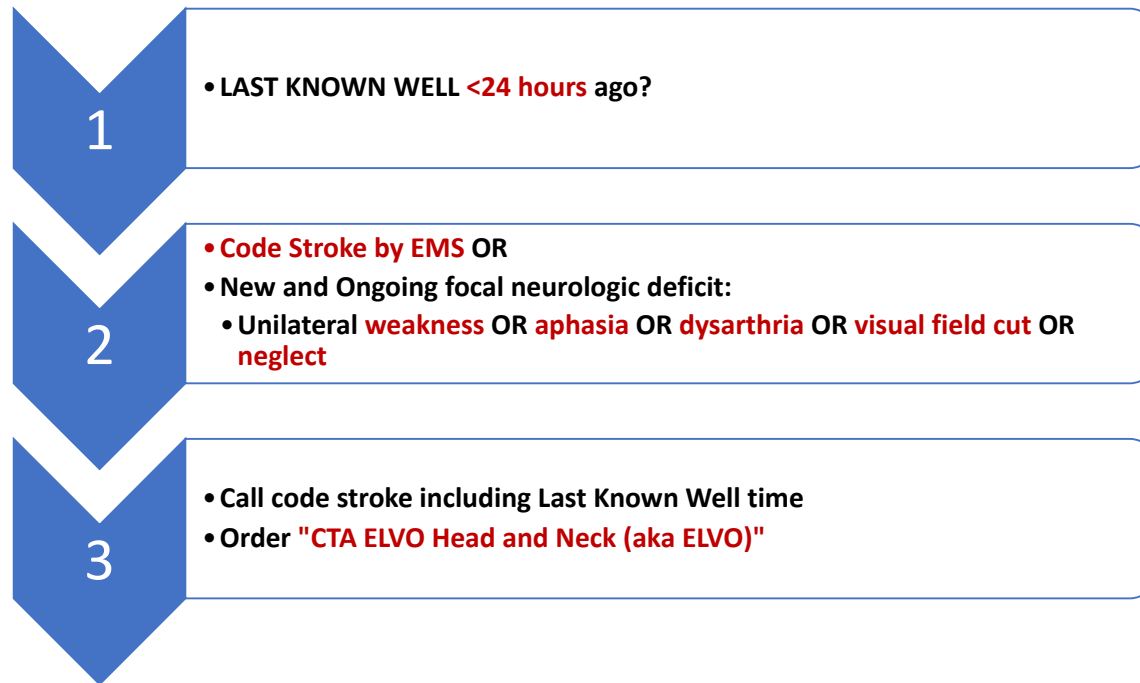 1
•LAST KNOWN WELL <24 hours ago?
2
•Code Stroke by EMS OR
•New and Ongoing focal neurologic deficit:
•Unilateral weakness OR aphasia OR dysarthria OR visual field cut OR
neglect
3
•Call code stroke including Last Known Well time
•Order "CTA ELVO Head and Neck (aka ELVO)"